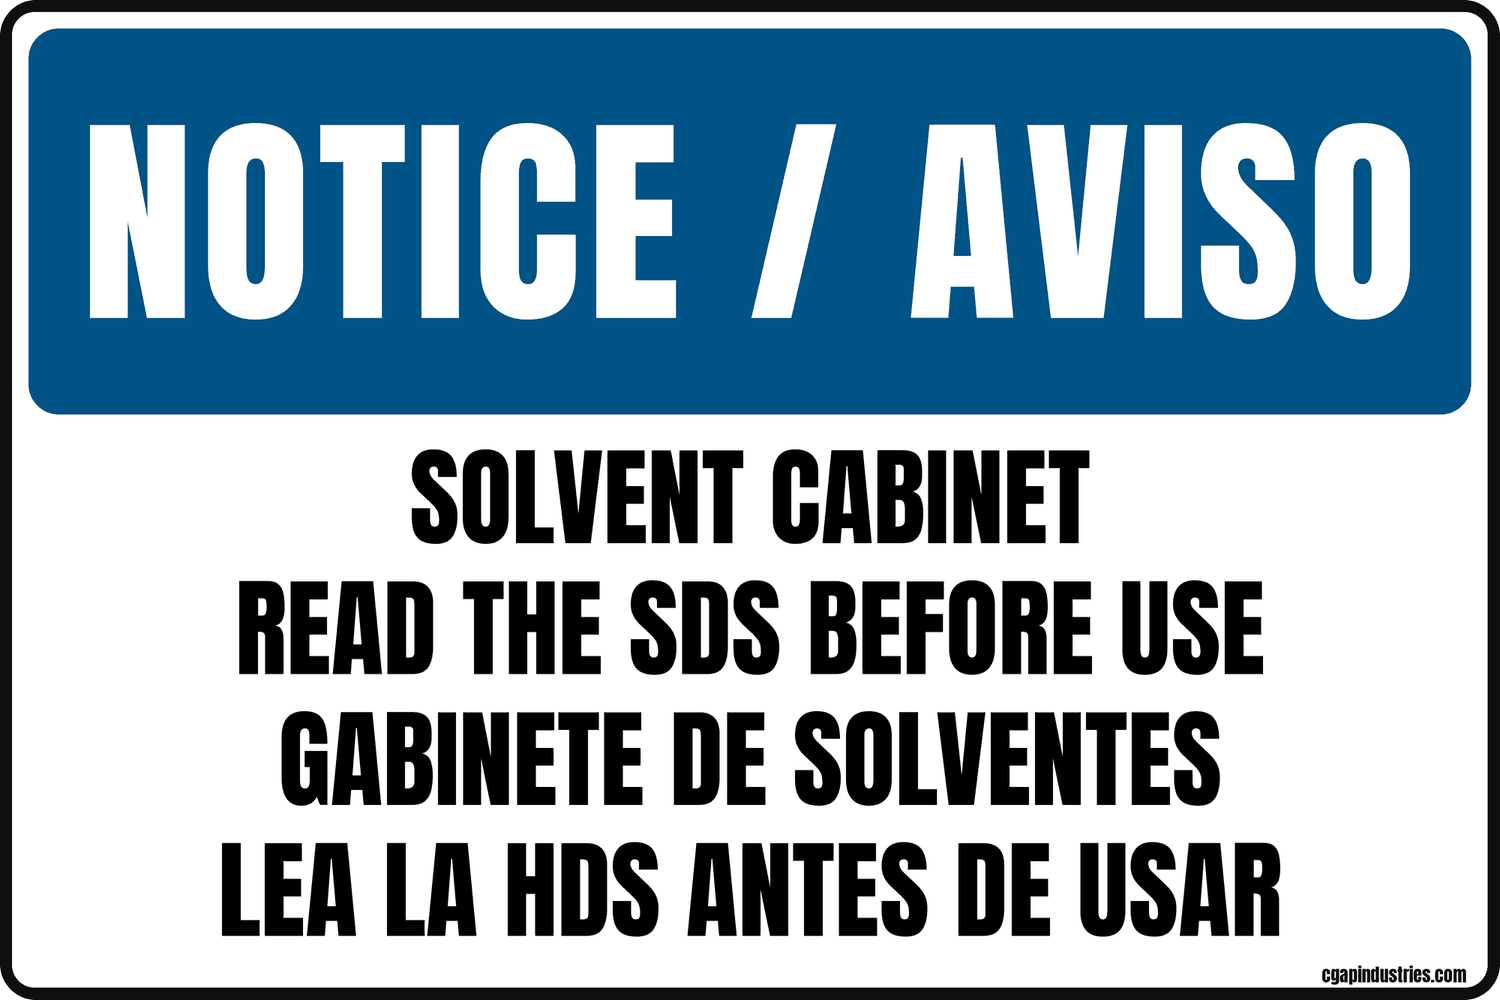 NOTICE / AVISO
SOLVENT CABINET
READ THE SDS BEFORE USE
GABINETE DE SOLVENTES
LEA LA HDS ANTES DE USAR
cgapindustries.com